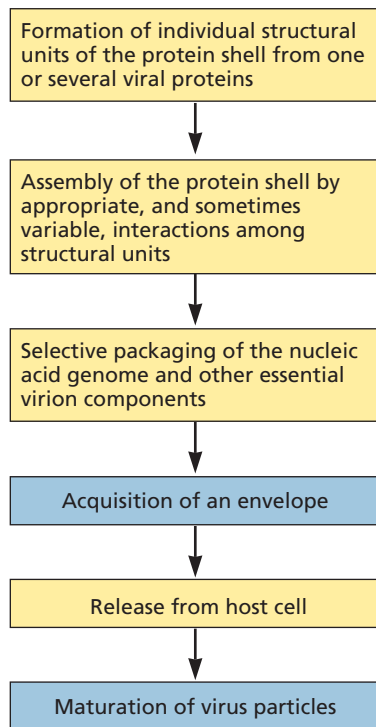 Formation of individual structural
units of the protein shell from one
or several viral proteins
Assembly of the protein shell by
appropriate, and sometimes
variable, interactions among
structural units
Selective packaging of the nucleic
acid genome and other essential
virion components
Acquisition of an envelope
Release from host cell
Maturation of virus particles